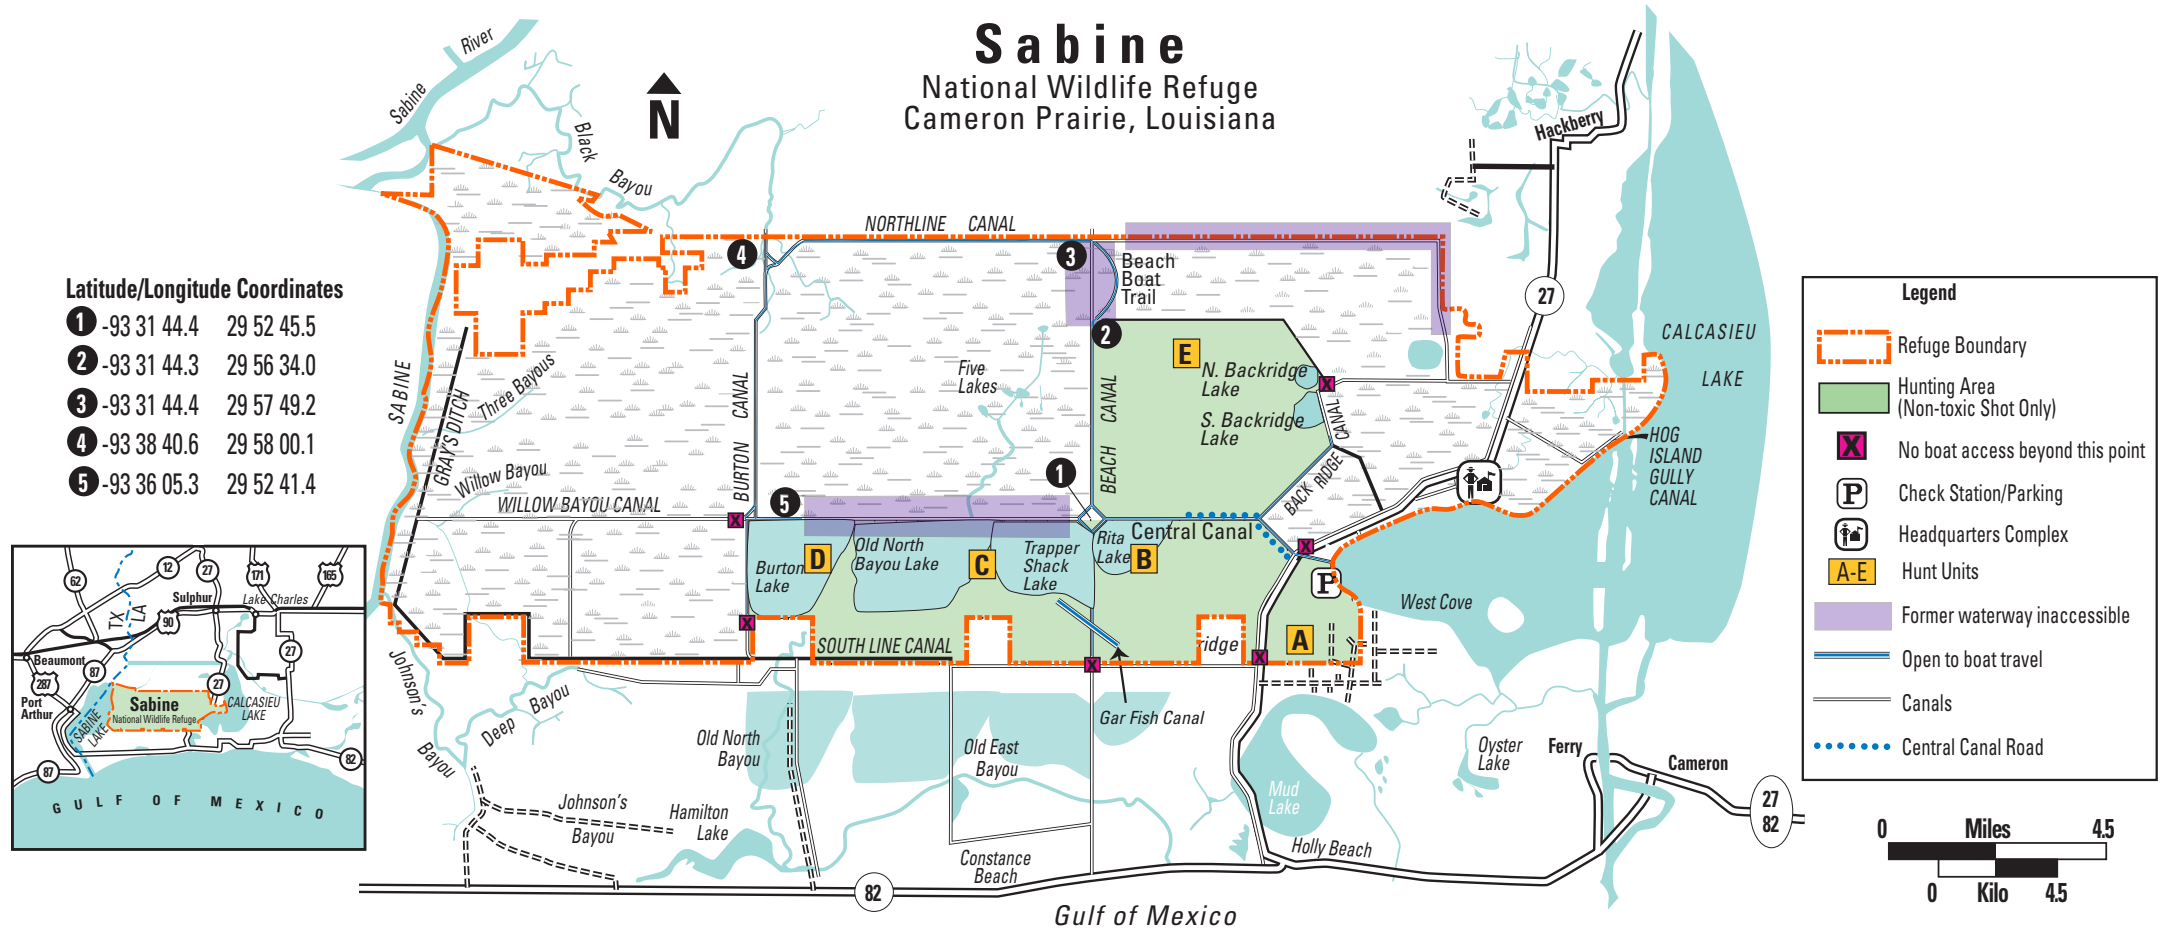 Sabine
National Wildlife Refuge
Cameron Prairie, Louisiana
N
Latitude/Longitude Coordinates
1 -93 31 44.4 29 52 45.5
2 -93 31 44.3 29 56 34.0
3 -93 31 44.4 29 57 49.2
4 -93 38 40.6 29 58 00.1
5 -93 36 05.3 29 52 41.4
Sabine
River
Black
Bayou
NORTHLINE CANAL
4
3
Beach
Boat
Trail
2
Hackberry
27
CALCASIEU
LAKE
E
N. Backridge
Lake
S. Backridge
Lake
CANAL
BACK RIDGE
HOG
ISLAND
GULLY
CANAL
SABINE
GRAY'S DITCH
Three Bayous
Willow Bayou
WILLOW BAYOU CANAL
BURTON CANAL
Five
Lakes
BEACH CANAL
1
5
Central Canal
D
Burton
Lake
Old North
Bayou Lake
C
Trapper
Shack
Lake
Rita
Lake
B
P
West Cove
A
ridge
SOUTH LINE CANAL
Gar Fish Canal
Johnson's
Bayou
Deep Bayou
Old North
Bayou
Old East
Bayou
Johnson's
Bayou
Hamilton
Lake
Constance
Beach
Mud
Lake
Oyster
Lake
Ferry
Cameron
27
82
Holly Beach
82
Gulf of Mexico
62
12
27
171
165
Sulphur
Lake Charles
TX
LA
90
Beaumont
87
287
27
27
Port
Arthur
Sabine
National Wildlife Refuge
CALCASIEU
LAKE
SABINE
LAKE
87
82
GULF OF MEXICO
Legend
Refuge Boundary
Hunting Area
(Non-toxic Shot Only)
X No boat access beyond this point
P Check Station/Parking
Headquarters Complex
A-E Hunt Units
Former waterway inaccessible
Open to boat travel
Canals
Central Canal Road
0 Miles 4.5
0 Kilo 4.5